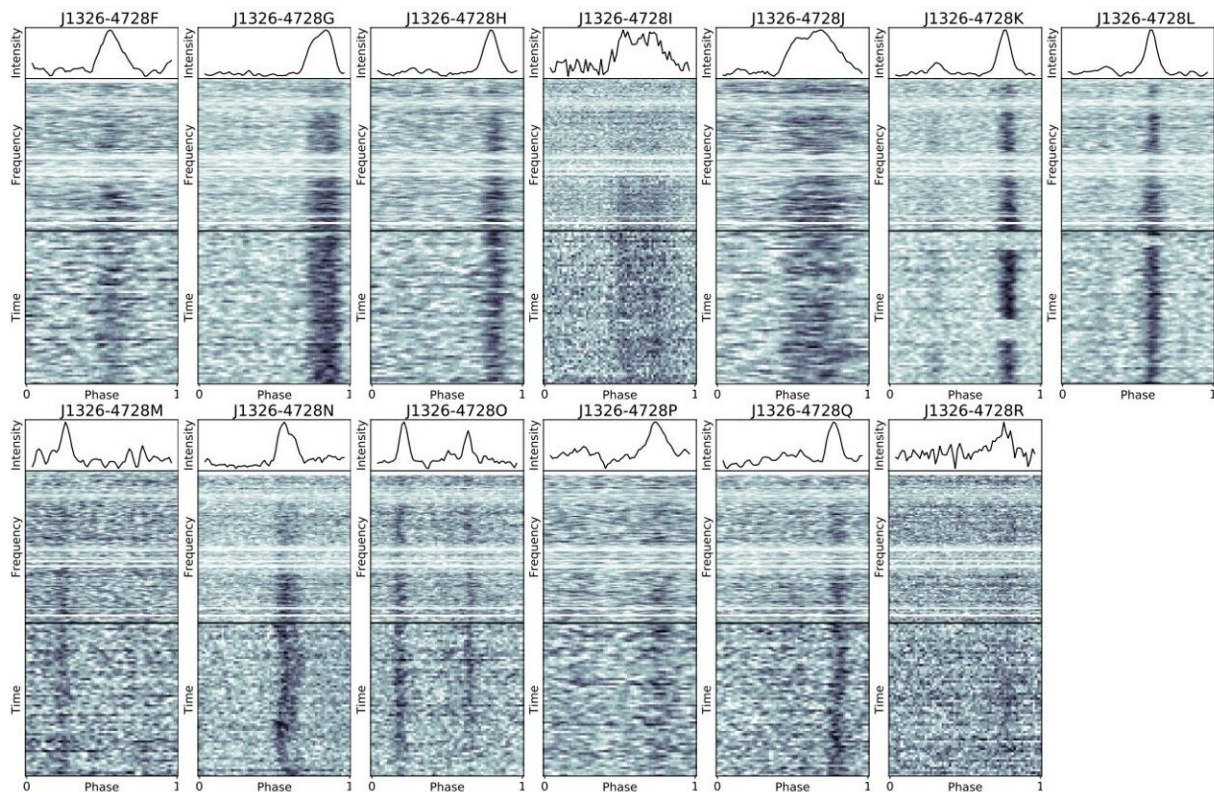 J1326-4728F J1326-4728G J1326-4728H J1326-4728I J1326-4728J J1326-4728K J1326-4728L
Intensity Intensity Intensity Intensity Intensity Intensity Intensity
Frequency Frequency Frequency Frequency Frequency Frequency Frequency
Time Time Time Time Time Time Time
0 Phase 1 0 Phase 1 0 Phase 1 0 Phase 1 0 Phase 1 0 Phase 1 0 Phase 1
J1326-4728M J1326-4728N J1326-4728O J1326-4728P J1326-4728Q J1326-4728R
Intensity Intensity Intensity Intensity Intensity Intensity
Frequency Frequency Frequency Frequency Frequency Frequency
Time Time Time Time Time Time
0 Phase 1 0 Phase 1 0 Phase 1 0 Phase 1 0 Phase 1 0 Phase 1